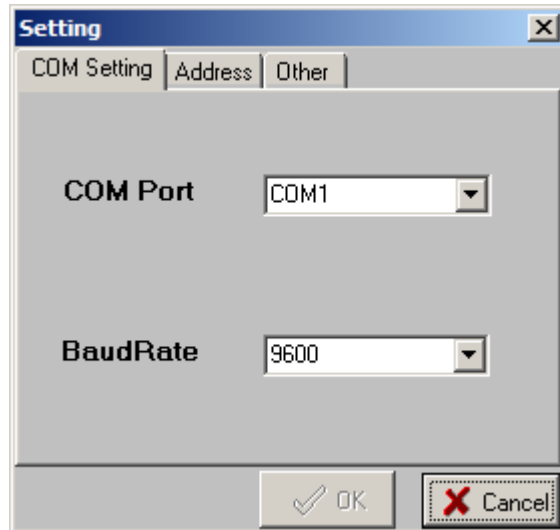 Setting
COM Setting Address Other
COM Port COM1
BaudRate 9600
OK Cancel